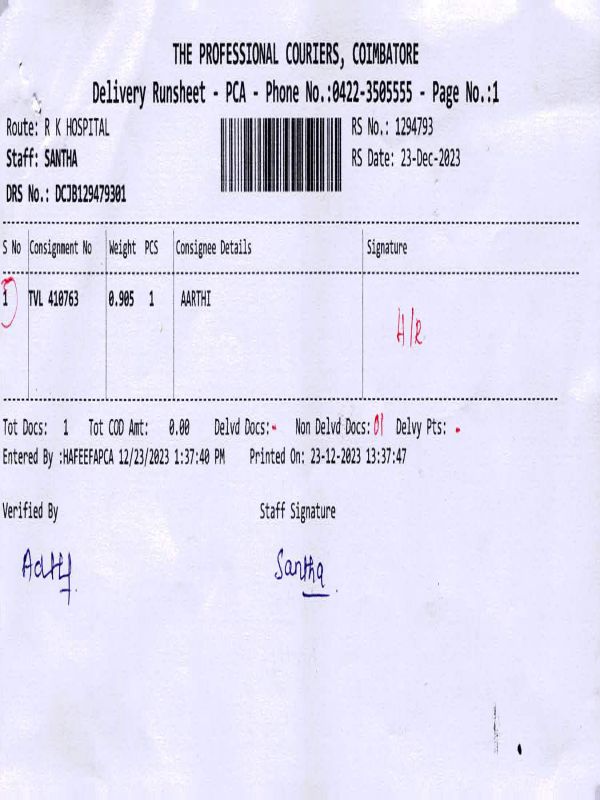 THE PROFESSIONAL COURIERS, COIMBATORE
Delivery Runsheet - PCA - Phone No.:0422-3505555 - Page No.:1
Route: R K HOSPITAL RS No.: 1294793
Staff: SANTHA RS Date: 23-Dec-2023
DRS No.: DCJB129479301
S No Consignment No Weight PCS Consignee Details Signature
1 TVL 410763 0.905 1 AARTHI
H/R
Tot Docs: 1 Tot COD Amt: 0.00 Delvd Docs:- Non Delvd Docs: 01 Delvy Pts: -
Entered By :HAFEEFAPCA 12/23/2023 1:37:40 PM Printed On: 23-12-2023 13:37:47
Verified By Staff Signature
Santha